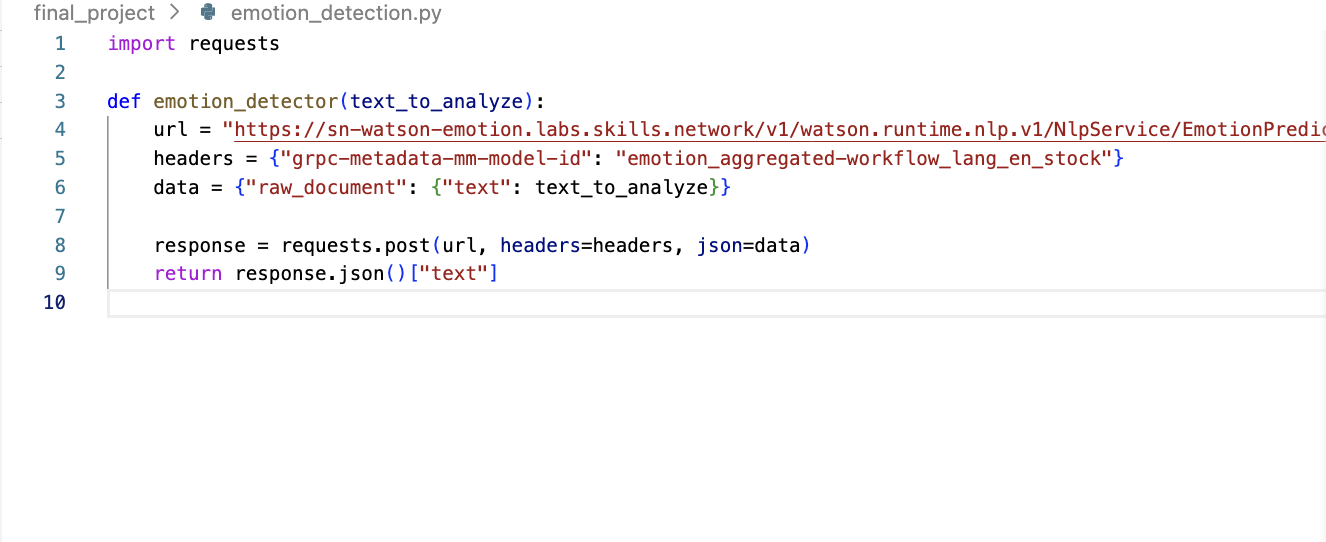 final_project > emotion_detection.py
1 import requests
2
3 def emotion_detector(text_to_analyze):
4 url = "https://sn-watson-emotion.labs.skills.network/v1/watson.runtime.nlp.v1/NlpService/EmotionPredic
5 headers = {"grpc-metadata-mm-model-id": "emotion_aggregated-workflow_lang_en_stock"}
6 data = {"raw_document": {"text": text_to_analyze}}
7
8 response = requests.post(url, headers=headers, json=data)
9 return response.json()["text"]
10